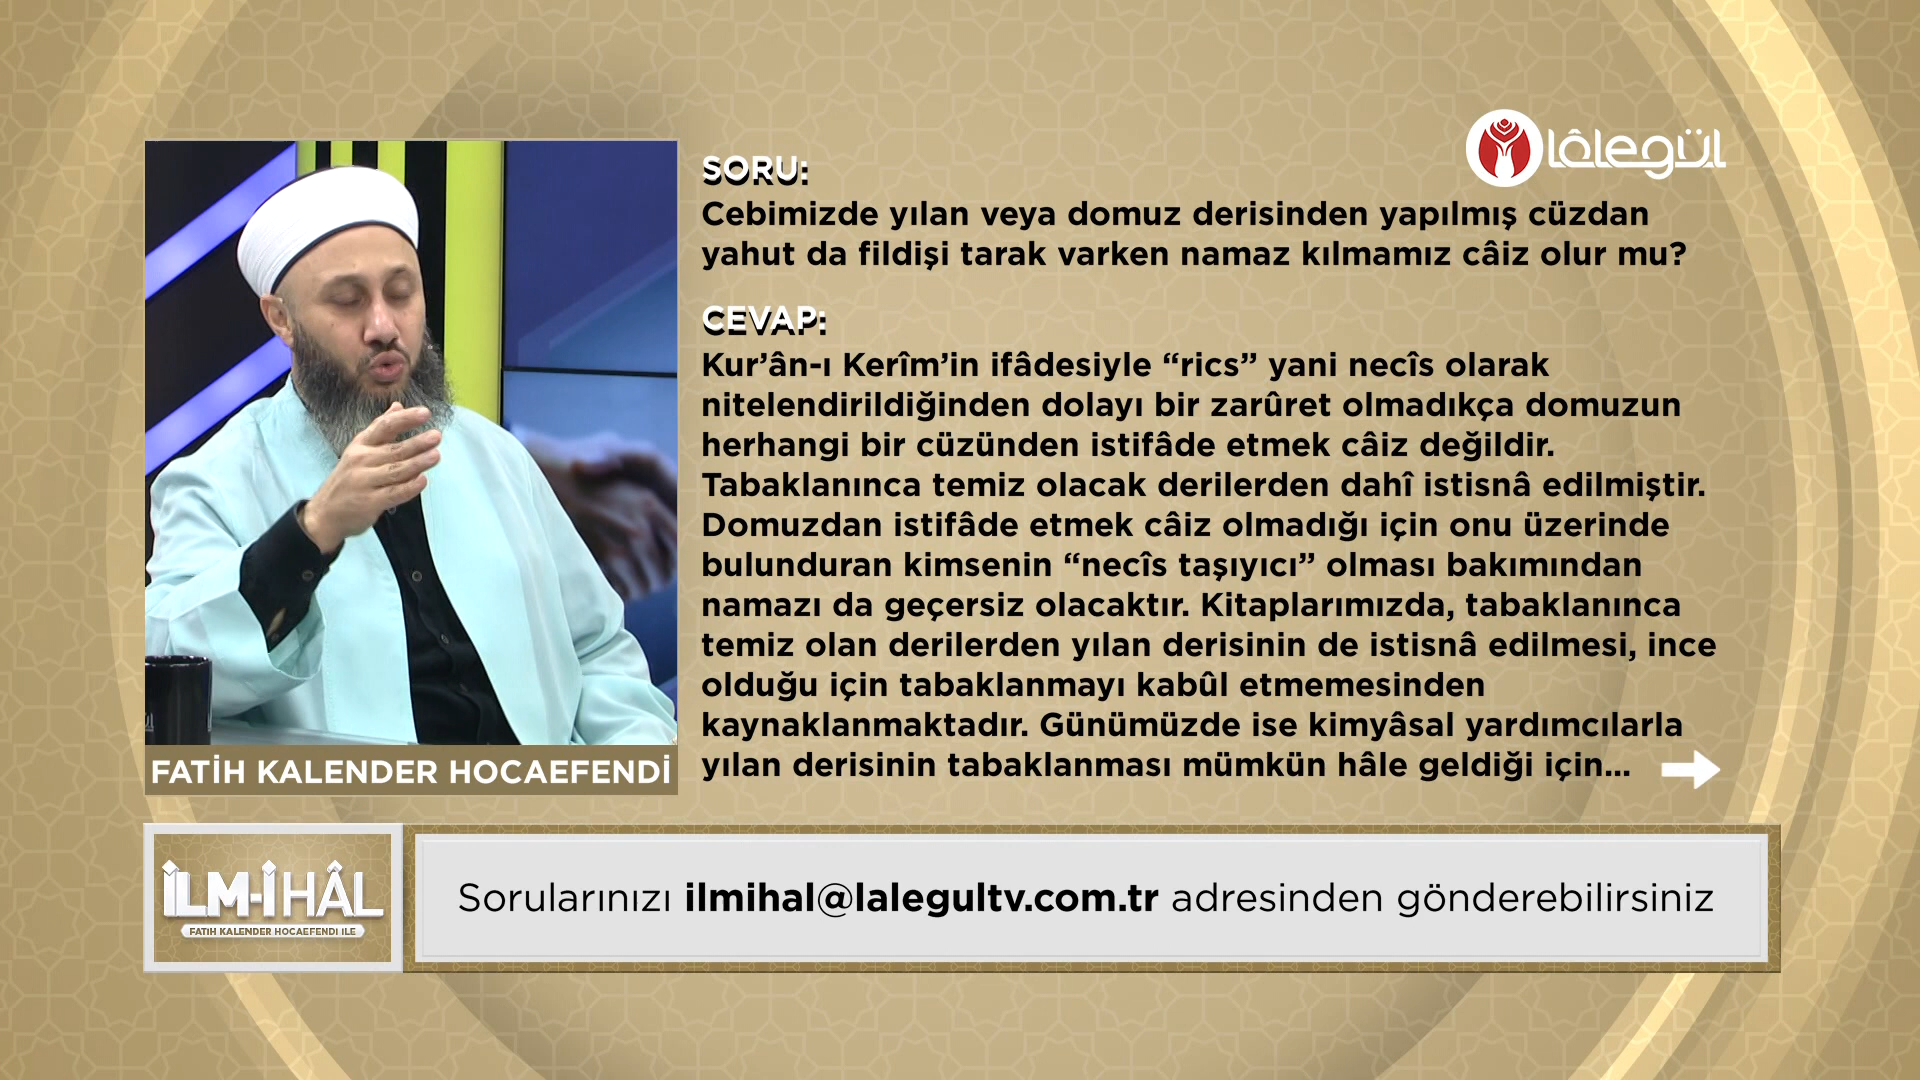 lâlegül
SORU:
Cebimizde yılan veya domuz derisinden yapılmış cüzdan
yahut da fildişi tarak varken namaz kılmamız câiz olur mu?
CEVAP:
Kur’ân-ı Kerîm’in ifâdesiyle “rics” yani necîs olarak
nitelendirildiğinden dolayı bir zarûret olmadıkça domuzun
herhangi bir cüzünden istifâde etmek câiz değildir.
Tabaklanınca temiz olacak derilerden dahî istisnâ edilmiştir.
Domuzdan istifâde etmek câiz olmadığı için onu üzerinde
bulunduran kimsenin “necîs taşıyıcı” olması bakımından
namazı da geçersiz olacaktır. Kitaplarımızda, tabaklanınca
temiz olan derilerden yılan derisinin de istisnâ edilmesi, ince
olduğu için tabaklanmayı kabûl etmemesinden
kaynaklanmaktadır. Günümüzde ise kimyâsal yardımcılarla
yılan derisinin tabaklanması mümkün hâle geldiği için...
FATİH KALENDER HOCAEFENDİ
İLM-İHÂL
FATİH KALENDER HOCAEFENDİ İLE
Sorularınızı ilmihal@lalegultv.com.tr adresinden gönderebilirsiniz